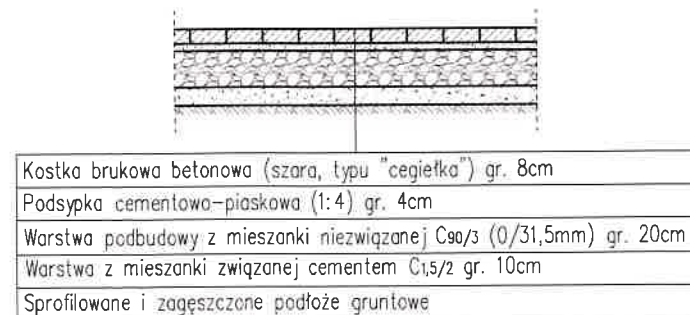 Kostka brukowa betonowa (szara, typu "cegiełka") gr. 8cm
Podsypka cementowo-piaskowa (1:4) gr. 4cm
Warstwa podbudowy z mieszanki niezwiązanej C90/3 (0/31,5mm) gr. 20cm
Warstwa z mieszanki związanej cementem C1,5/2 gr. 10cm
Sprofilowane i zagęszczone podłoże gruntowe